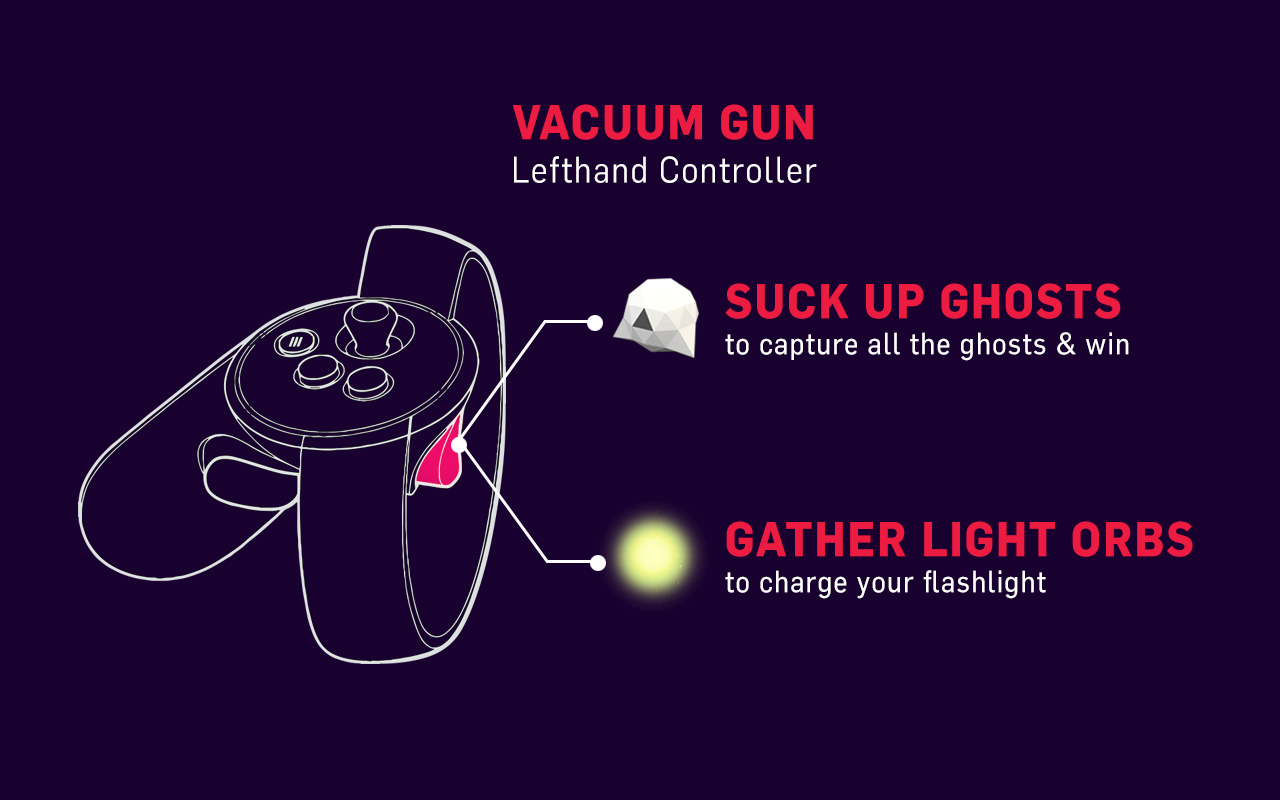 VACUUM GUN
Lefthand Controller
SUCK UP GHOSTS
to capture all the ghosts & win
GATHER LIGHT ORBS
to charge your flashlight